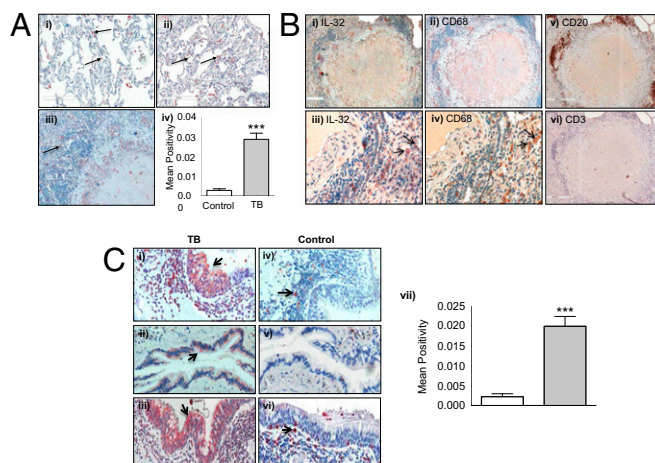 A
i)
ii)
iii)
iv)
Mean Positivity
0.04
0.03
0.02
0.01
0.0
0
***
Control
TB
B
i) IL-32
ii) CD68
v) CD20
iii) IL-32
iv) CD68
vi) CD3
C
TB
Control
i)
iv)
ii)
v)
iii)
vi)
vii)
Mean Positivity
0.025
0.020
0.015
0.010
0.005
0.000
***